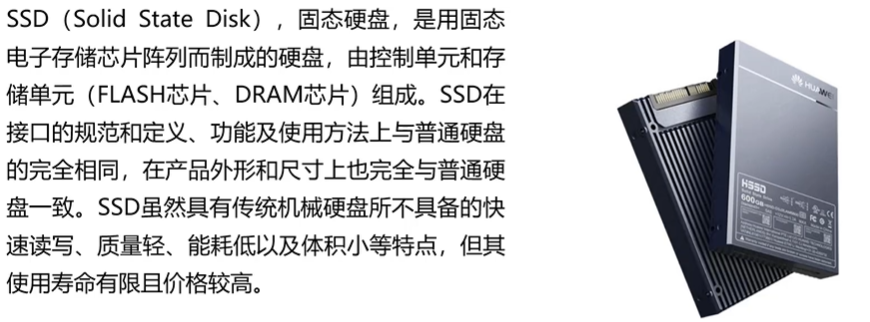 SSD（Solid State Disk），固态硬盘，是用固态
电子存储芯片阵列而制成的硬盘，由控制单元和存
储单元（FLASH芯片、DRAM芯片）组成。SSD在
接口的规范和定义、功能及使用方法上与普通硬盘
的完全相同，在产品外形和尺寸上也完全与普通硬
盘一致。SSD虽然具有传统机械硬盘所不具备的快
速读写、质量轻、能耗低以及体积小等特点，但其
使用寿命有限且价格较高。
HUAWEI
HSSD
600GB